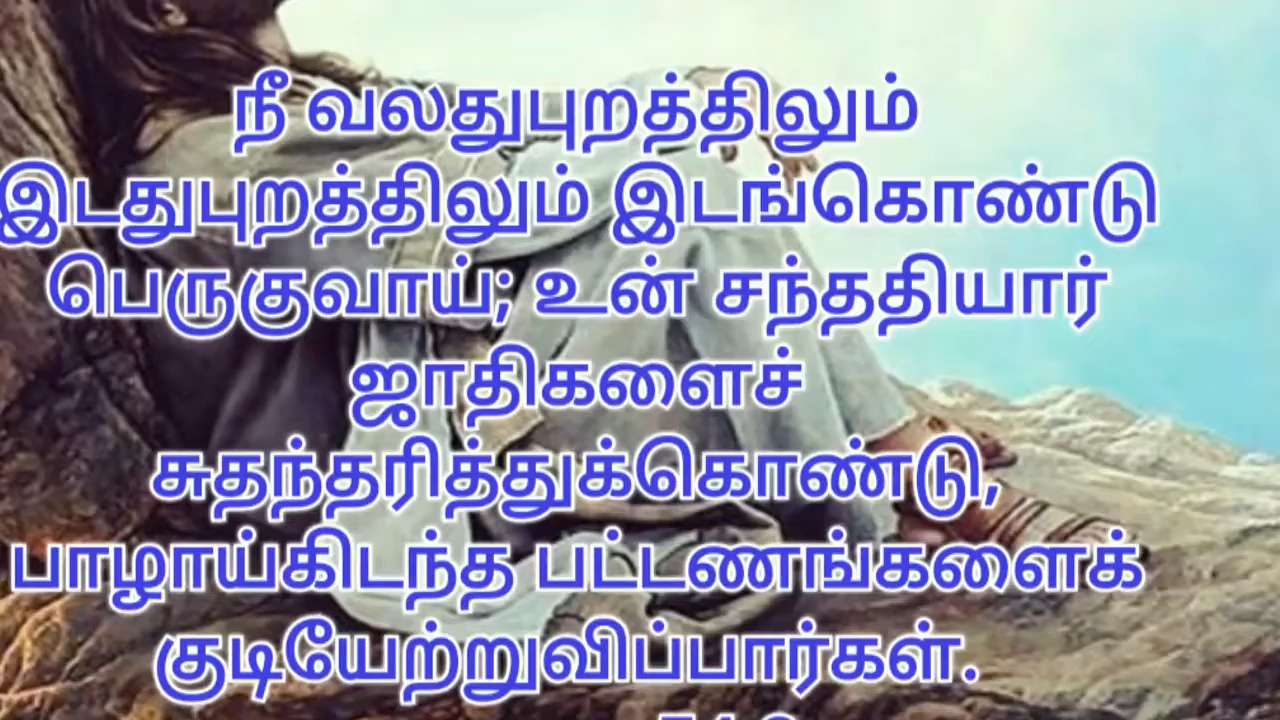 நீ வலதுபுறத்திலும்
இடதுபுறத்திலும் இடங்கொண்டு
பெருகுவாய்; உன் சந்ததியார்
ஜாதிகளைச்
சுதந்தரித்துக்கொண்டு,
பாழாய்கிடந்த பட்டணங்களைக்
குடியேற்றுவிப்பார்கள்.